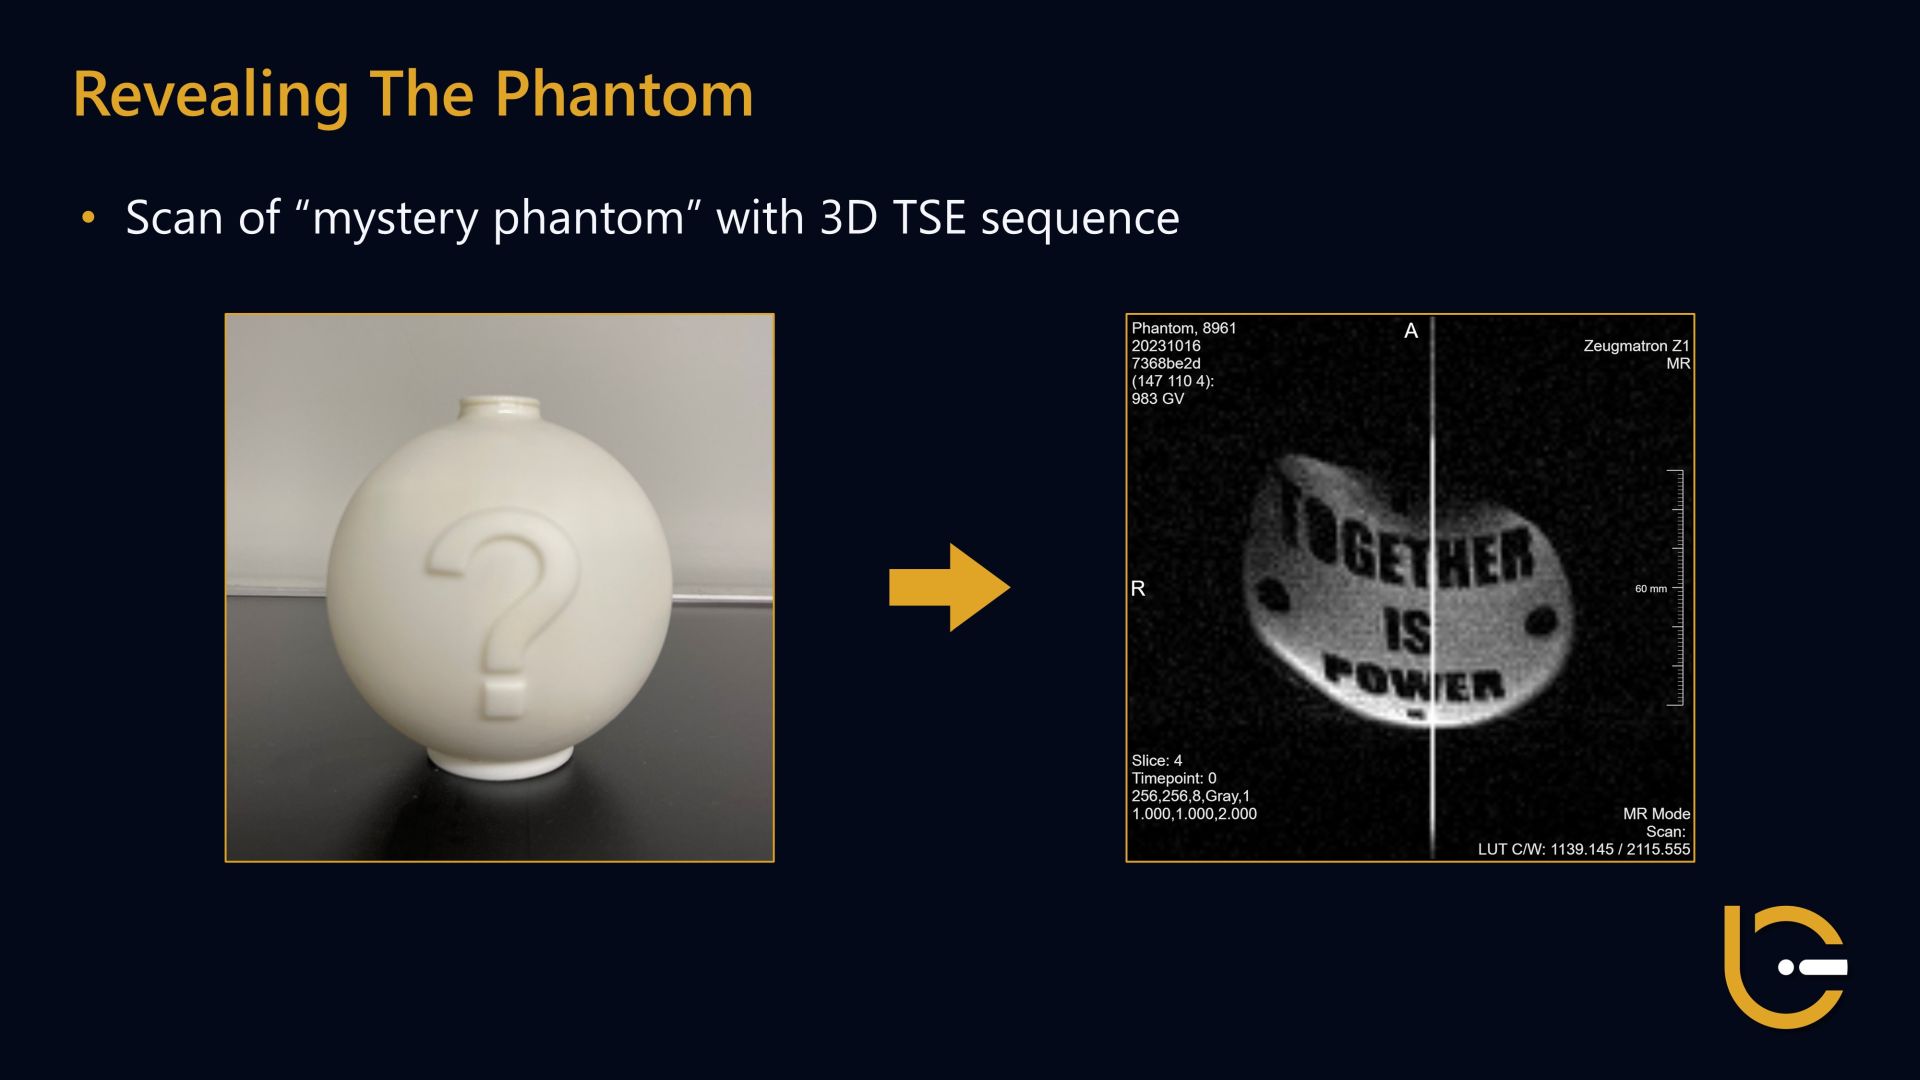 Revealing The Phantom
• Scan of “mystery phantom” with 3D TSE sequence
?
Phantom, 8961
20231016
7368be2d
(147 110 4):
983 GV
A
Zeugmatron Z1
MR
R
TOGETHER
IS
POWER
60 mm
Slice: 4
Timepoint: 0
256,256,8,Gray,1
1.000,1.000,2.000
MR Mode
Scan:
LUT C/W: 1139.145 / 2115.555